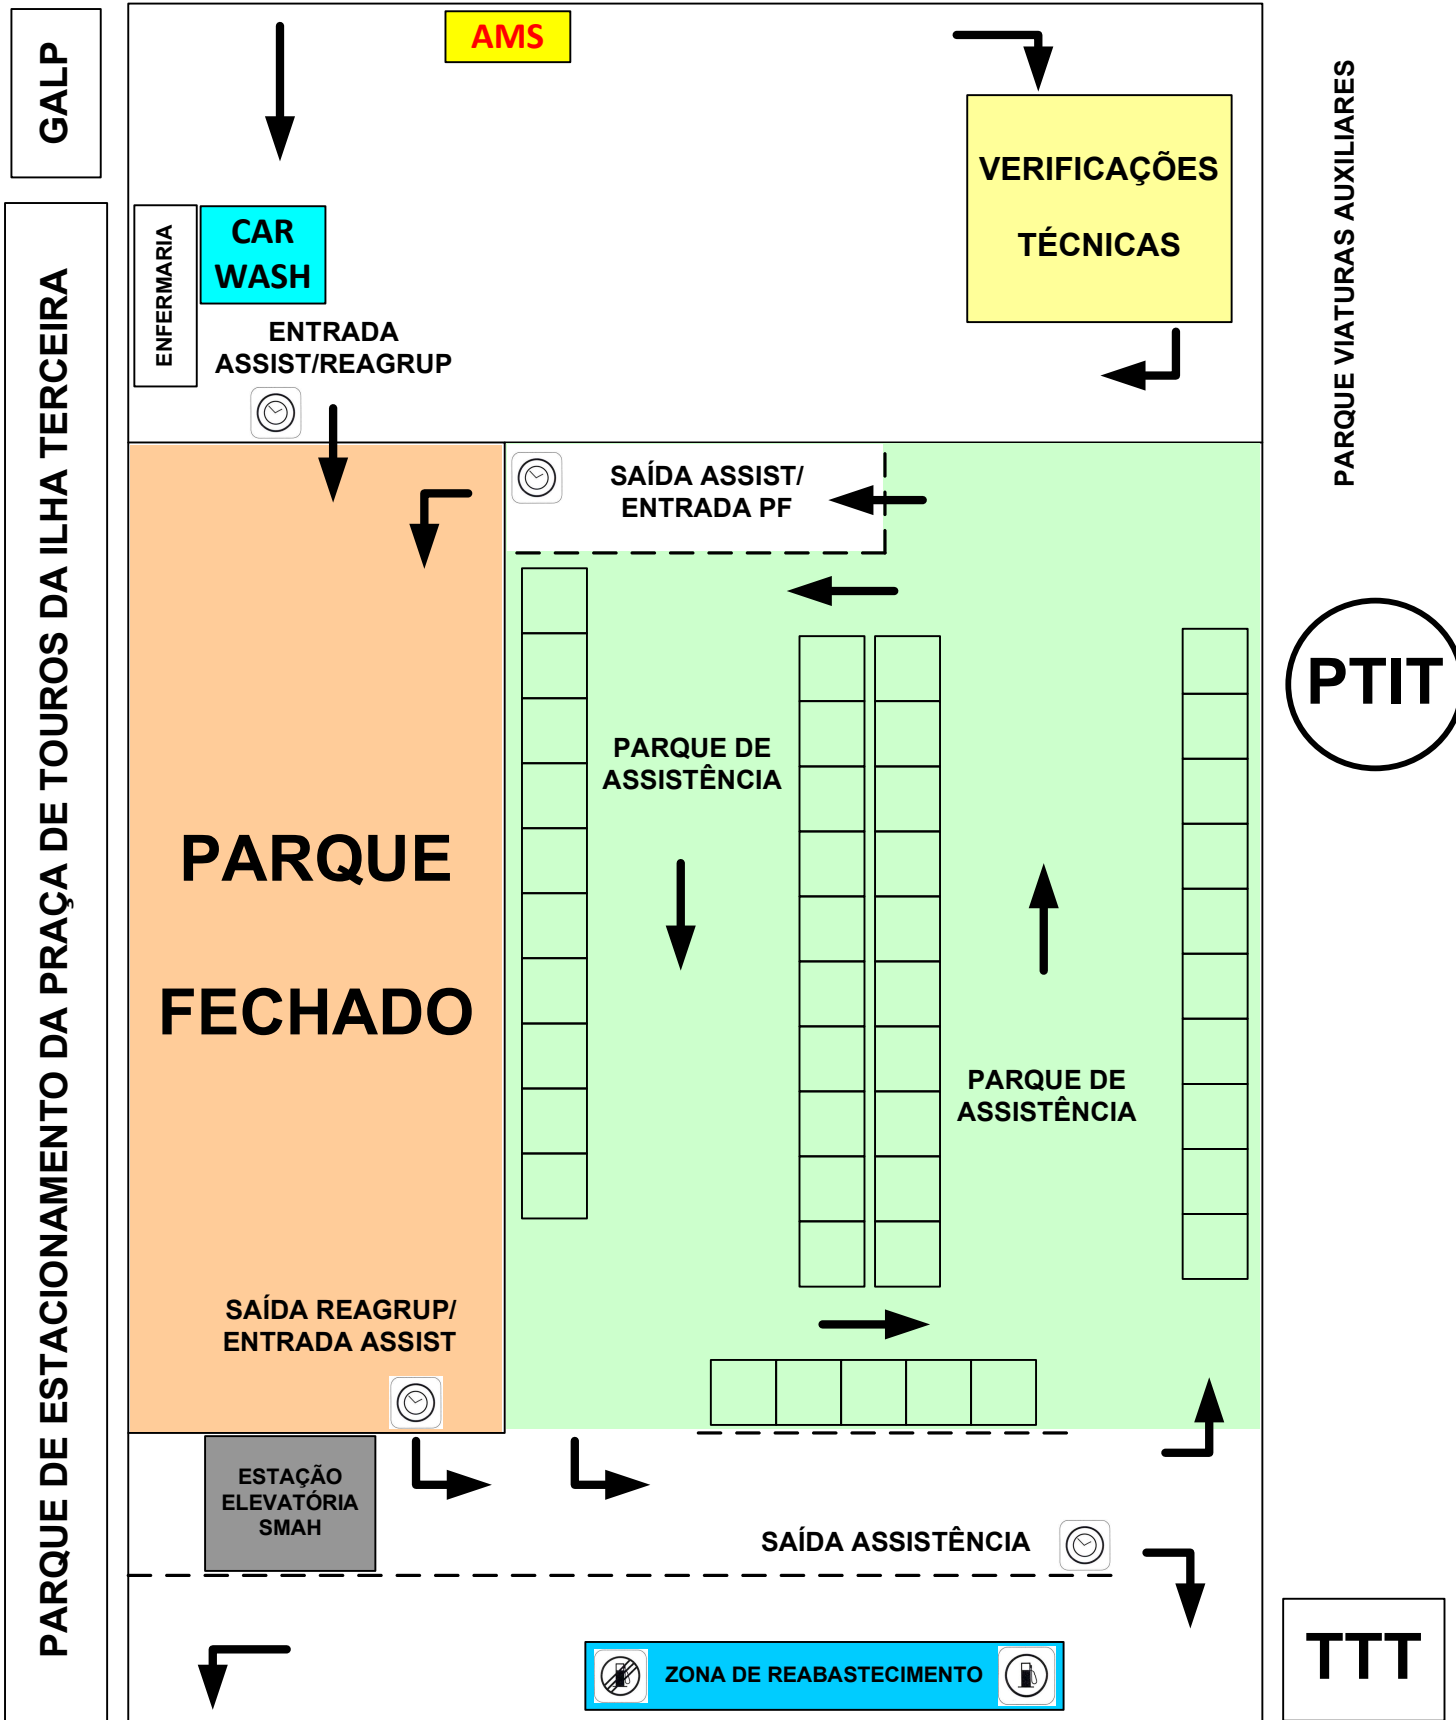 GALP
AMS
VERIFICAÇÕES
TÉCNICAS
PARQUE VIATURAS AUXILIARES
CAR
WASH
ENFERMARIA
ENTRADA
ASSIST/REAGRUP
PARQUE DE ESTACIONAMENTO DA PRAÇA DE TOUROS DA ILHA TERCEIRA
SAÍDA ASSIST/
ENTRADA PF
PTIT
PARQUE DE
ASSISTÊNCIA
PARQUE
FECHADO
PARQUE DE
ASSISTÊNCIA
SAÍDA REAGRUP/
ENTRADA ASSIST
ESTAÇÃO
ELEVATÓRIA
SMAH
SAÍDA ASSISTÊNCIA
ZONA DE REABASTECIMENTO
TTT